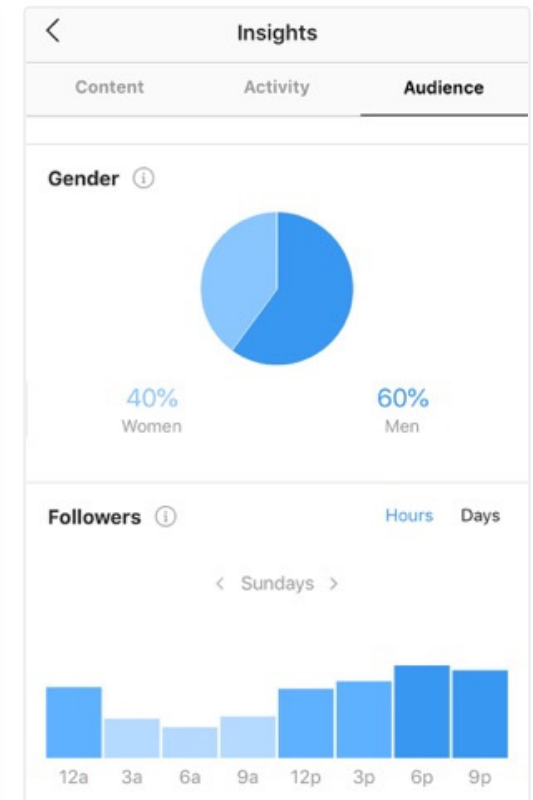 Insights
Content Activity Audience
Gender
40% 60%
Women Men
Followers Hours Days
< Sundays >
12a 3a 6a 9a 12p 3p 6p 9p